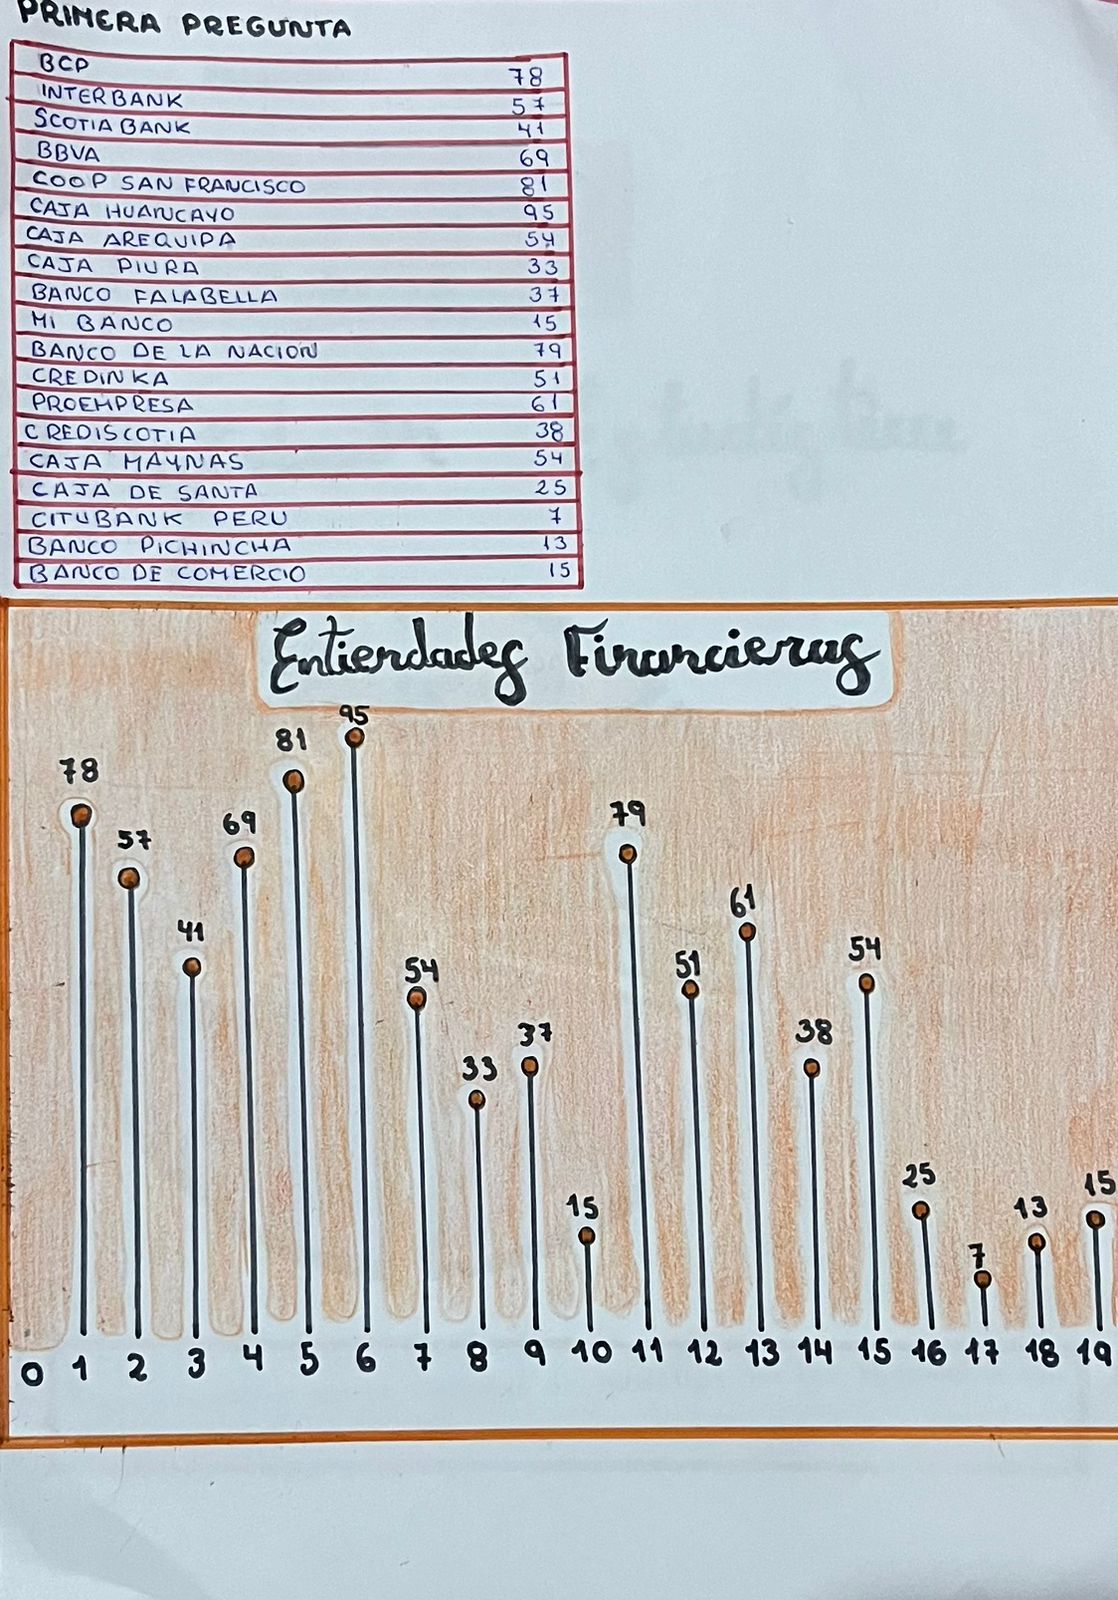 PRIMERA PREGUNTA
BCP 78
INTERBANK 57
SCOTIA BANK 41
BBVA 69
COOP SAN FRANCISCO 81
CAJA HUANCAYO 95
CAJA AREQUIPA 54
CAJA PIURA 33
BANCO FALABELLA 37
MI BANCO 15
BANCO DE LA NACION 79
CREDINKA 51
PROEMPRESA 61
CREDISCOTIA 38
CAJA MAYNAS 54
CAJA DE SANTA 25
CITUBANK PERU 7
BANCO PICHINCHA 13
BANCO DE COMERCIO 15
Entiendades Financieras
78 57 41 69 81 95 54 33 37 15 79 51 61 38 54 25 7 13 15
0 1 2 3 4 5 6 7 8 9 10 11 12 13 14 15 16 17 18 19